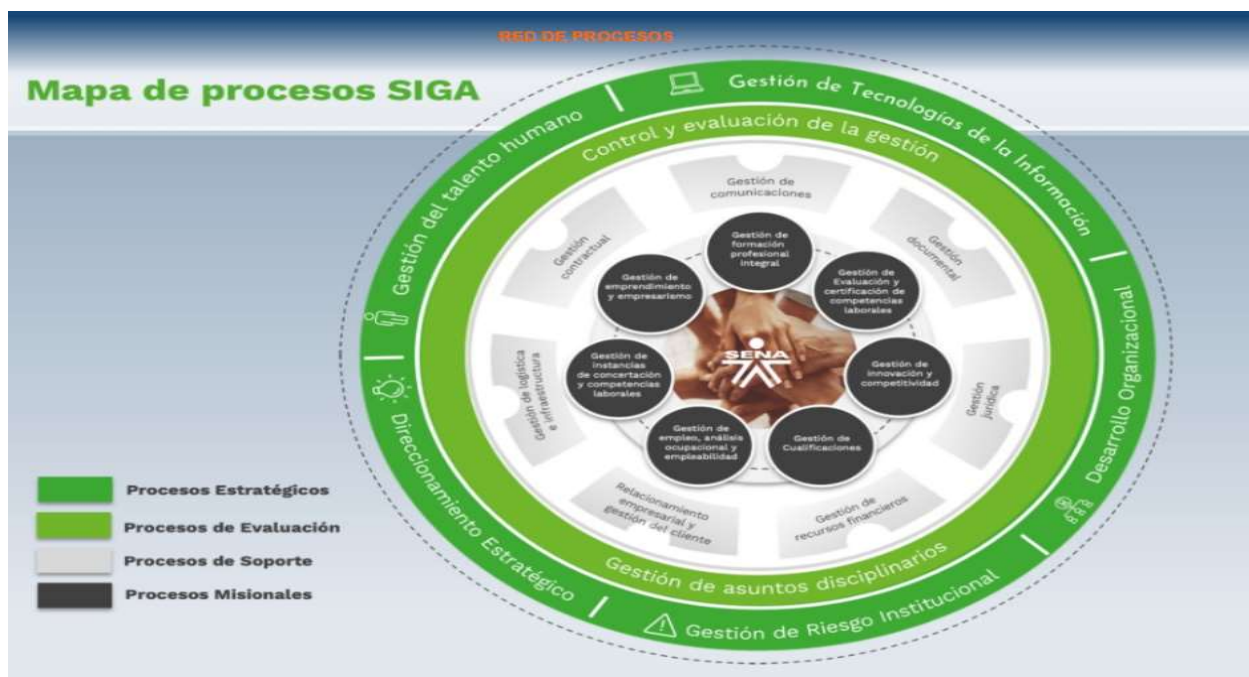 RED DE PROCESOS
Mapa de procesos SIGA
Gestión del talento humano
Gestión de Tecnologías de la Información
Desarrollo Organizacional
Gestión de Riesgo Institucional
Direccionamiento Estratégico
Control y evaluación de la gestión
Gestión de asuntos disciplinarios
Gestión de
comunicaciones
Gestión
documental
Gestión
jurídica
Gestión de
recursos financieros
Relacionamiento
empresarial y
gestión del cliente
Gestión de logística
e infraestructura
Gestión
contractual
Gestión de
formación
profesional
integral
Gestión de
Evaluación y
certificación de
competencias
laborales
Gestión de
innovación y
competitividad
Gestión de
Cualificaciones
Gestión de
empleo, análisis
ocupacional y
empleabilidad
Gestión de
instancias
de concertación
y competencias
laborales
Gestión de
emprendimiento
y empresarismo
SENA
Procesos Estratégicos
Procesos de Evaluación
Procesos de Soporte
Procesos Misionales